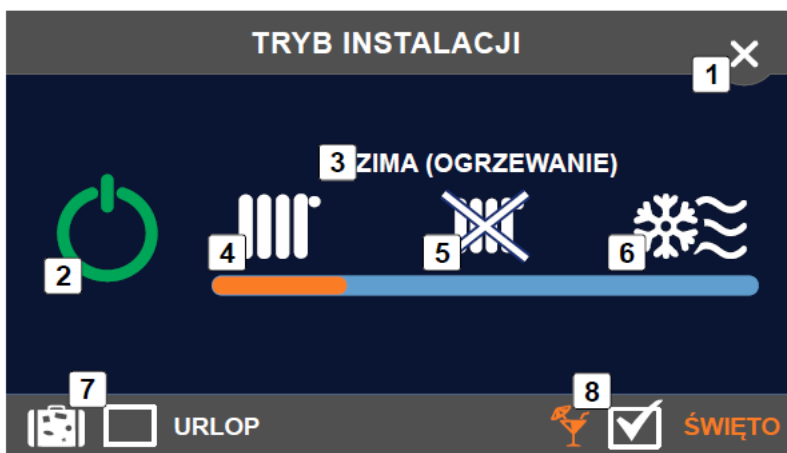 TRYB INSTALACJI
1
3 ZIMA (OGRZEWANIE)
2 4 5 6
7 8
URLOP ŚWIĘTO